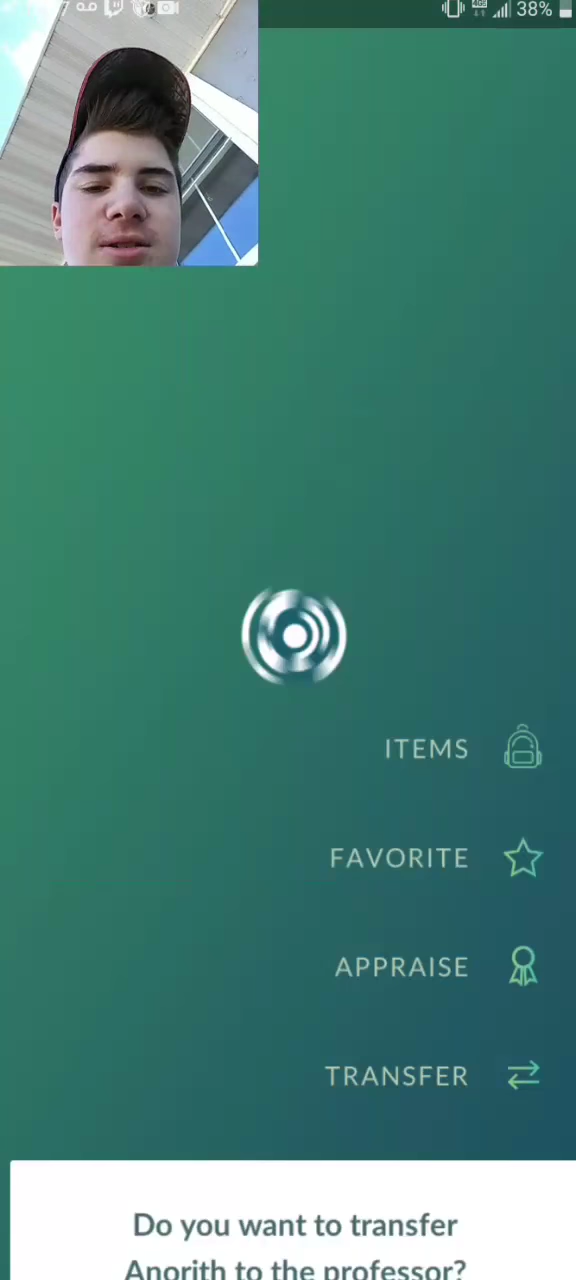 38%
ITEMS
FAVORITE
APPRAISE
TRANSFER
Do you want to transfer
Anorith to the professor?